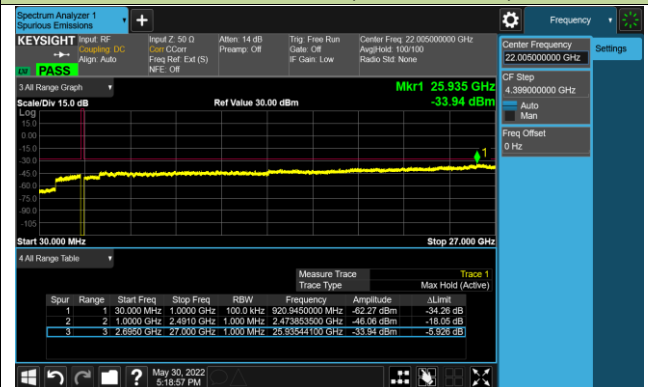 Spectrum Analyzer 1
Spurious Emissions
Frequency
KEYSIGHT
Input: RF
Coupling: DC
Align: Auto
Input Z: 50 Ω
Corr CCorr
Freq Ref: Ext (S)
NFE: Off
Atten: 14 dB
Preamp: Off
Trig: Free Run
Gate: Off
IF Gain: Low
Center Freq: 22.005000000 GHz
Avg|Hold: 100/100
Radio Std: None
PASS
Center Frequency
22.005000000 GHz
Settings
CF Step
4.399000000 GHz
Auto
Man
Freq Offset
0 Hz
3 All Range Graph
Mkr1 25.935 GHz
Scale/Div 15.0 dB
Ref Value 30.00 dBm
-33.94 dBm
Log
15.0
0.00
-15.0
-30.0
-45.0
-60.0
-75.0
-90.0
-105
1
Start 30.000 MHz
Stop 27.000 GHz
4 All Range Table
Measure Trace Trace 1
Trace Type Max Hold (Active)
Spur Range Start Freq Stop Freq RBW Frequency Amplitude ΔLimit
1 1 30.000 MHz 1.0000 GHz 100.0 kHz 920.9450000 MHz -62.27 dBm -34.26 dB
2 2 1.0000 GHz 2.4910 GHz 1.000 MHz 2.473853500 GHz -46.06 dBm -18.05 dB
3 3 2.6950 GHz 27.000 GHz 1.000 MHz 25.93544100 GHz -33.94 dBm -5.926 dB
?
May 30, 2022
5:18:57 PM